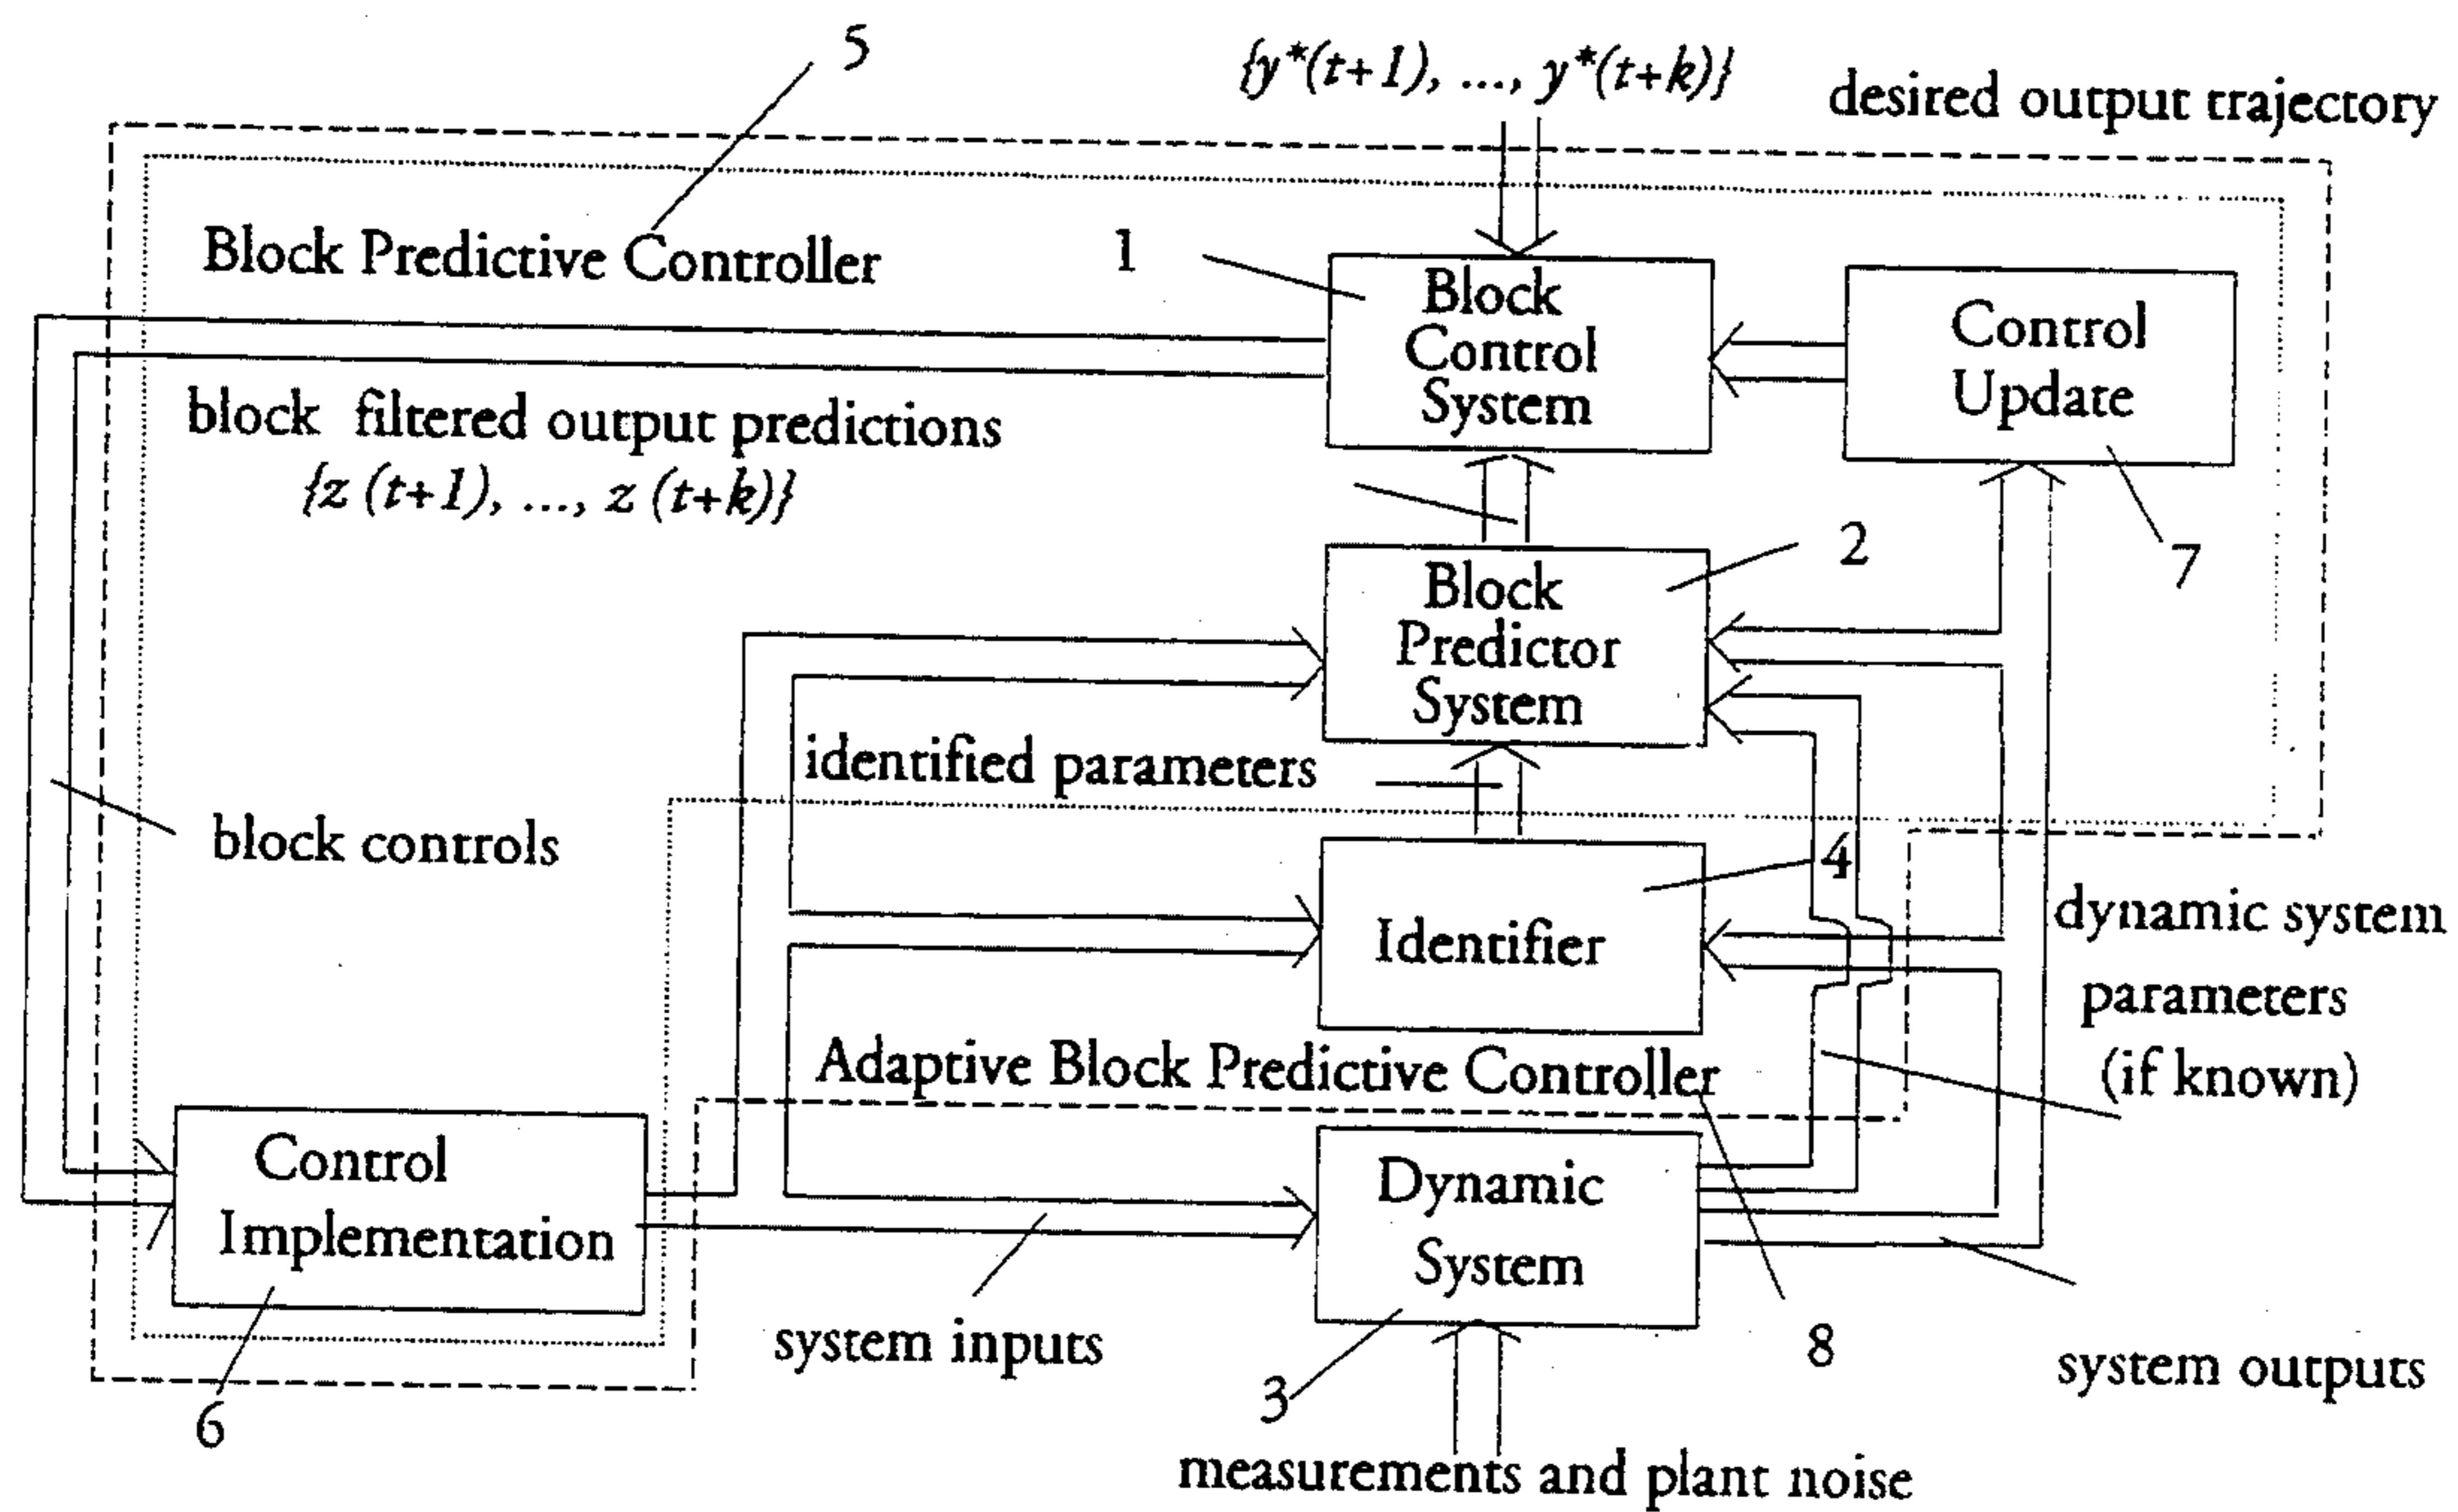 5
{y*(t+1), ..., y*(t+k)}
desired output trajectory
Block Predictive Controller
1
Block
Control
System
Control
Update
block filtered output predictions
{z (t+1), ..., z (t+k)}
2
7
Block
Predictor
System
identified parameters
block controls
4
Identifier
dynamic system
parameters
(if known)
Adaptive Block Predictive Controller
Control
Implementation
Dynamic
System
system inputs
8
system outputs
3
6
measurements and plant noise